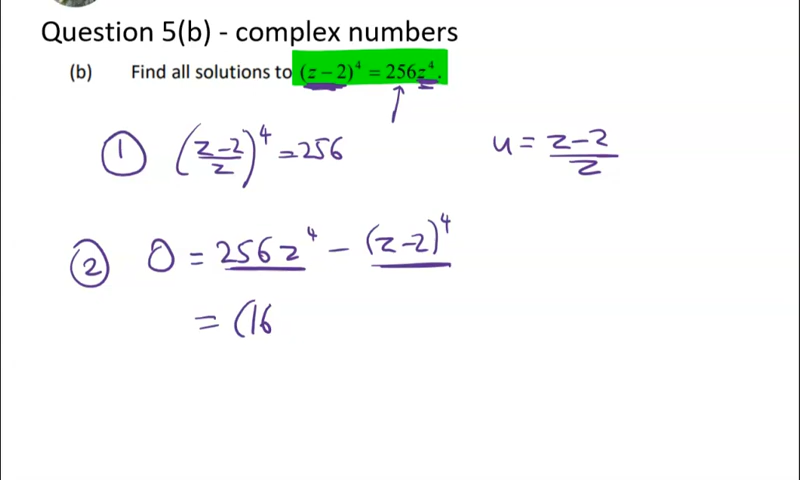 Question 5(b) - complex numbers
(b) Find all solutions to (z − 2)⁴ = 256z⁴.
① (z−2/z)⁴ = 256 u = z−2/z
② 0 = 256z⁴ − (z−2)⁴
= (16